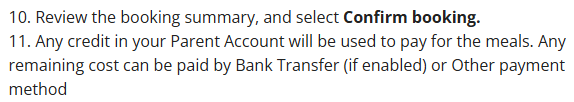 10. Review the booking summary, and select Confirm booking.
11. Any credit in your Parent Account will be used to pay for the meals. Any
remaining cost can be paid by Bank Transfer (if enabled) or Other payment
method